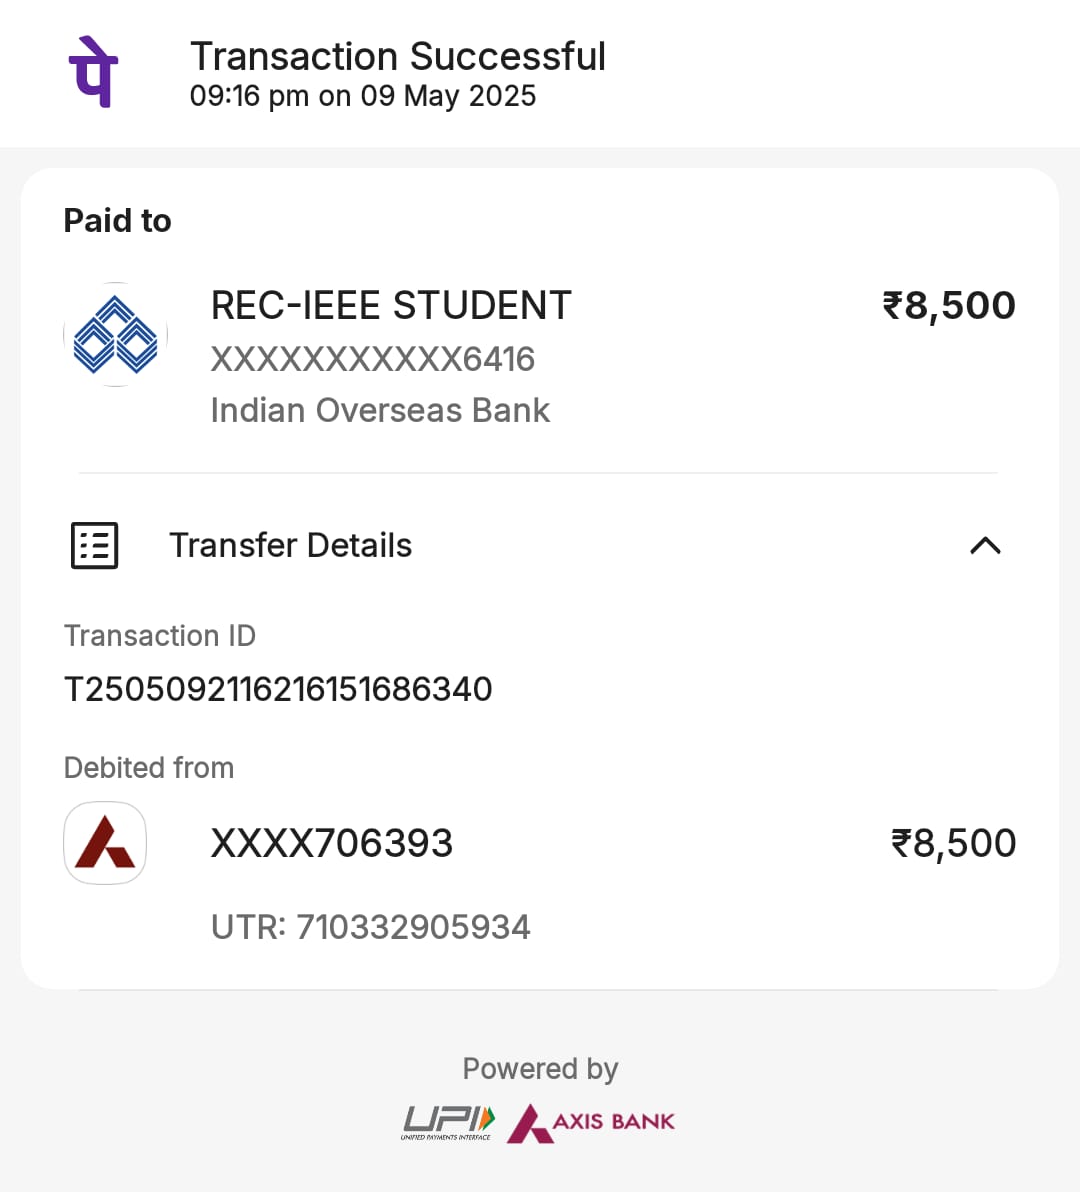 पे
Transaction Successful
09:16 pm on 09 May 2025
Paid to
REC-IEEE STUDENT
₹8,500
XXXXXXXXXXX6416
Indian Overseas Bank
Transfer Details
Transaction ID
T2505092116216151686340
Debited from
XXXX706393
₹8,500
UTR: 710332905934
Powered by
UPI
UNIFIED PAYMENTS INTERFACE
AXIS BANK